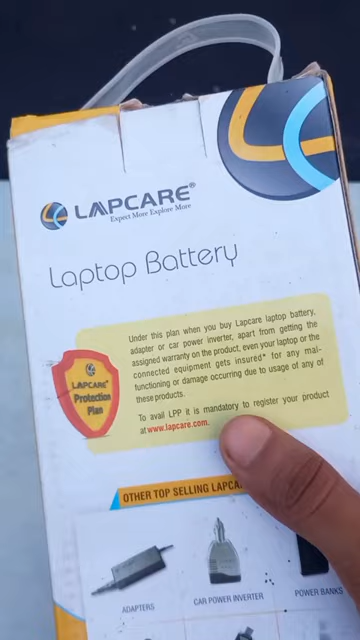 LAPCARE®
Expect More Explore More
Laptop Battery
Under this plan when you buy Lapcare laptop battery,
adapter or car power inverter, apart from getting the
assigned warranty on the product, even your laptop or the
connected equipment gets insured* for any mal-
functioning or damage occurring due to usage of any of
these products.
LAPCARE®
Protection
Plan
To avail LPP it is mandatory to register your product
at www.lapcare.com.
OTHER TOP SELLING
ADAPTERS
CAR POWER INVERTER
POWER BANKS